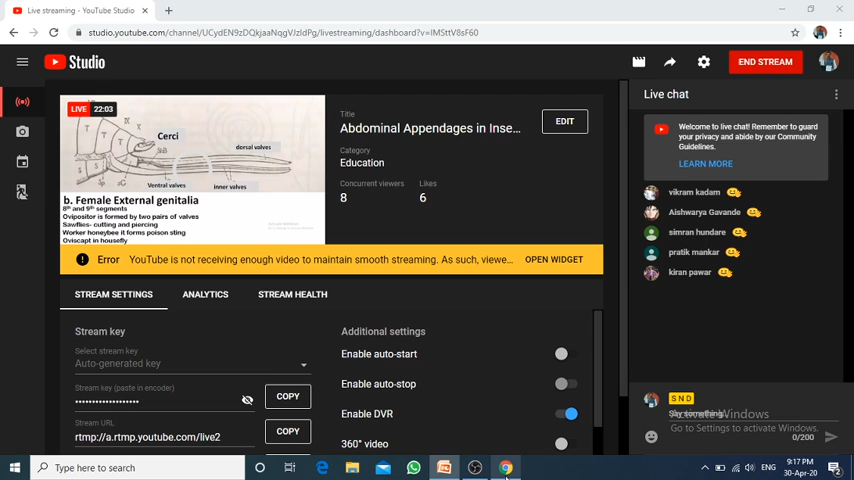 Live streaming - YouTube Studio
studio.youtube.com/channel/UCydEN9zDQkjaaNqgVJzldPg/livestreaming/dashboard?v=IMSttV8sF60
Studio
END STREAM
LIVE 22:03
Cerci
dorsal valves
Ventral valves
inner valves
b. Female External genitalia
8th and 9th segments
Ovipositor is formed by two pairs of valves
Sawflies- cutting and piercing
Worker honeybee it forms poison sting
Oviscapt in housefly
Title
Abdominal Appendages in Inse...
EDIT
Category
Education
Concurrent viewers
Likes
8
6
Error YouTube is not receiving enough video to maintain smooth streaming. As such, viewe... OPEN WIDGET
STREAM SETTINGS
ANALYTICS
STREAM HEALTH
Stream key
Select stream key
Auto-generated key
Stream key (paste in encoder)
COPY
Stream URL
rtmp://a.rtmp.youtube.com/live2
COPY
Additional settings
Enable auto-start
Enable auto-stop
Enable DVR
360° video
Live chat
Welcome to live chat! Remember to guard
your privacy and abide by our Community
Guidelines.
LEARN MORE
vikram kadam
Aishwarya Gavande
simran hundare
pratik mankar
kiran pawar
S N D
Say something...
Activate Windows
Go to Settings to activate Windows.
0/200
Type here to search
ENG
9:17 PM
30-Apr-20
2